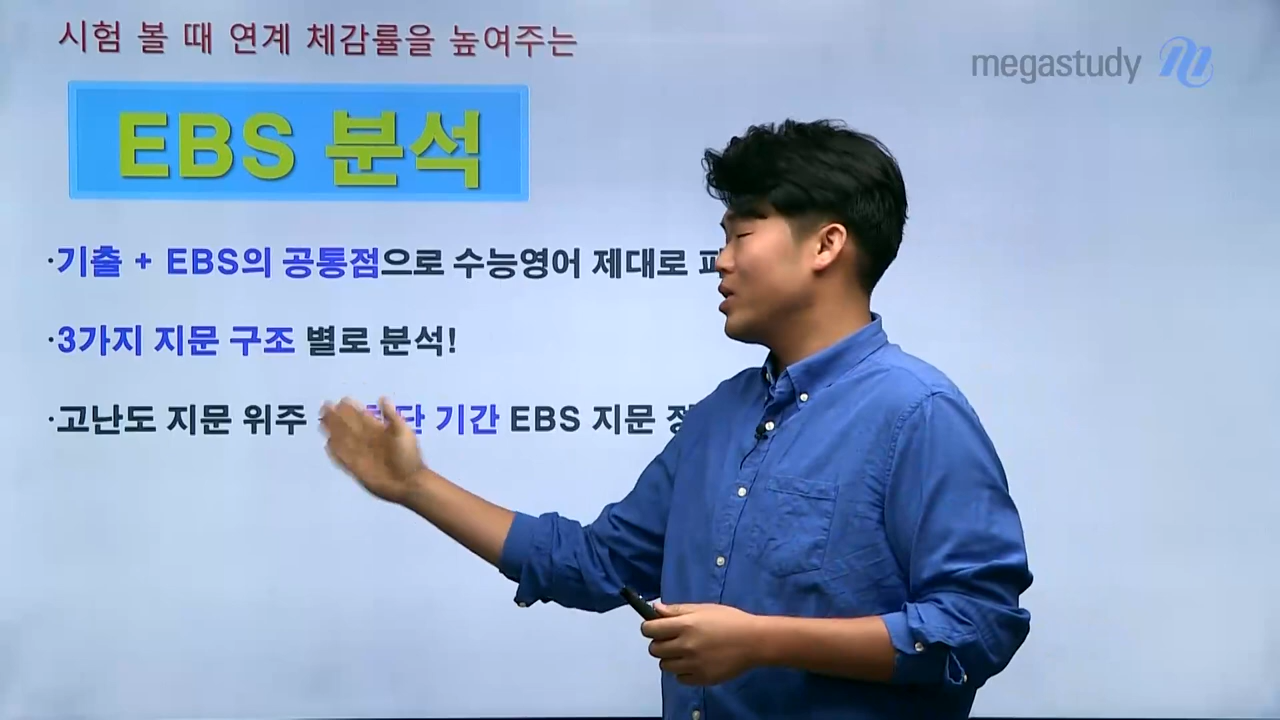 시험 볼 때 연계 체감률을 높여주는
megastudy
EBS 분석
·기출 + EBS의 공통점으로 수능영어 제대로
·3가지 지문 구조 별로 분석!
·고난도 지문 위주 기간 EBS 지문